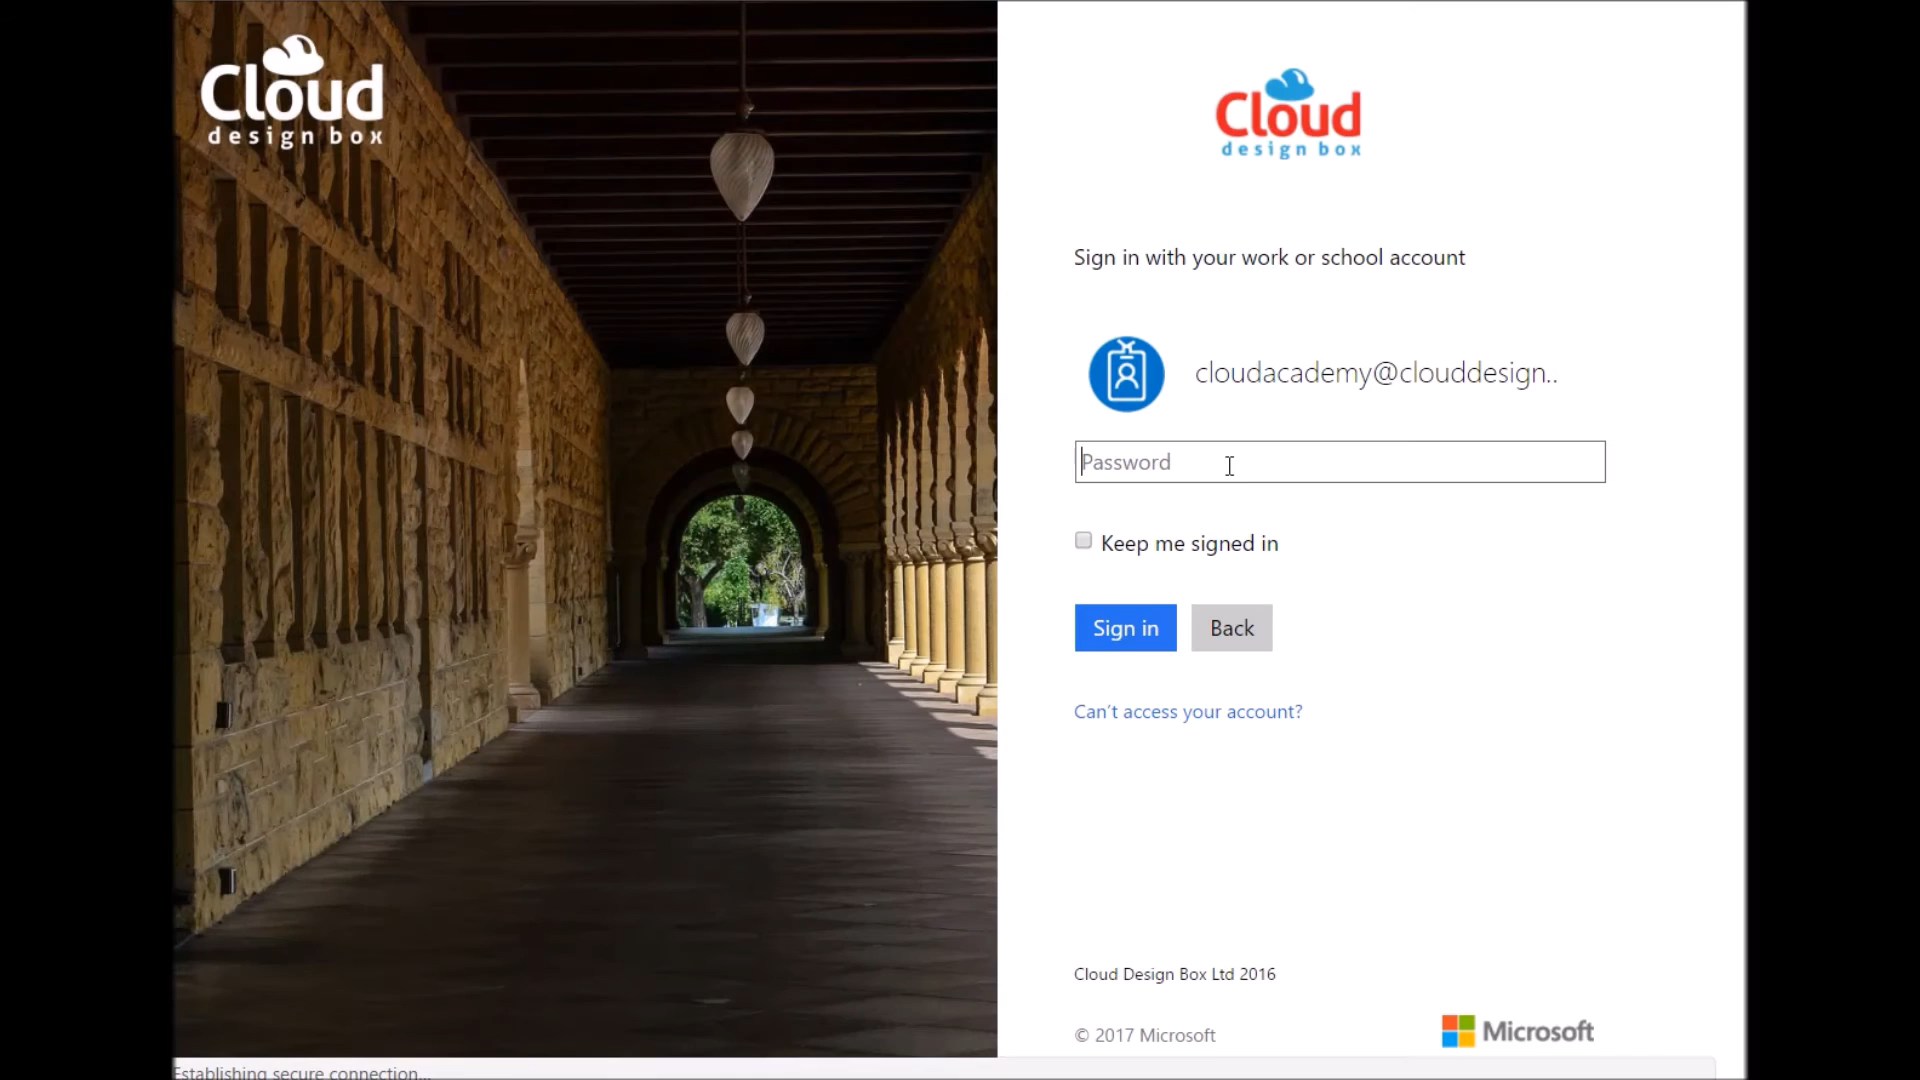 Cloud
design box
Cloud
design box
Sign in with your work or school account
cloudacademy@clouddesign..
Password
Keep me signed in
Sign in
Back
Can't access your account?
Cloud Design Box Ltd 2016
© 2017 Microsoft
Microsoft
Establishing secure connection...